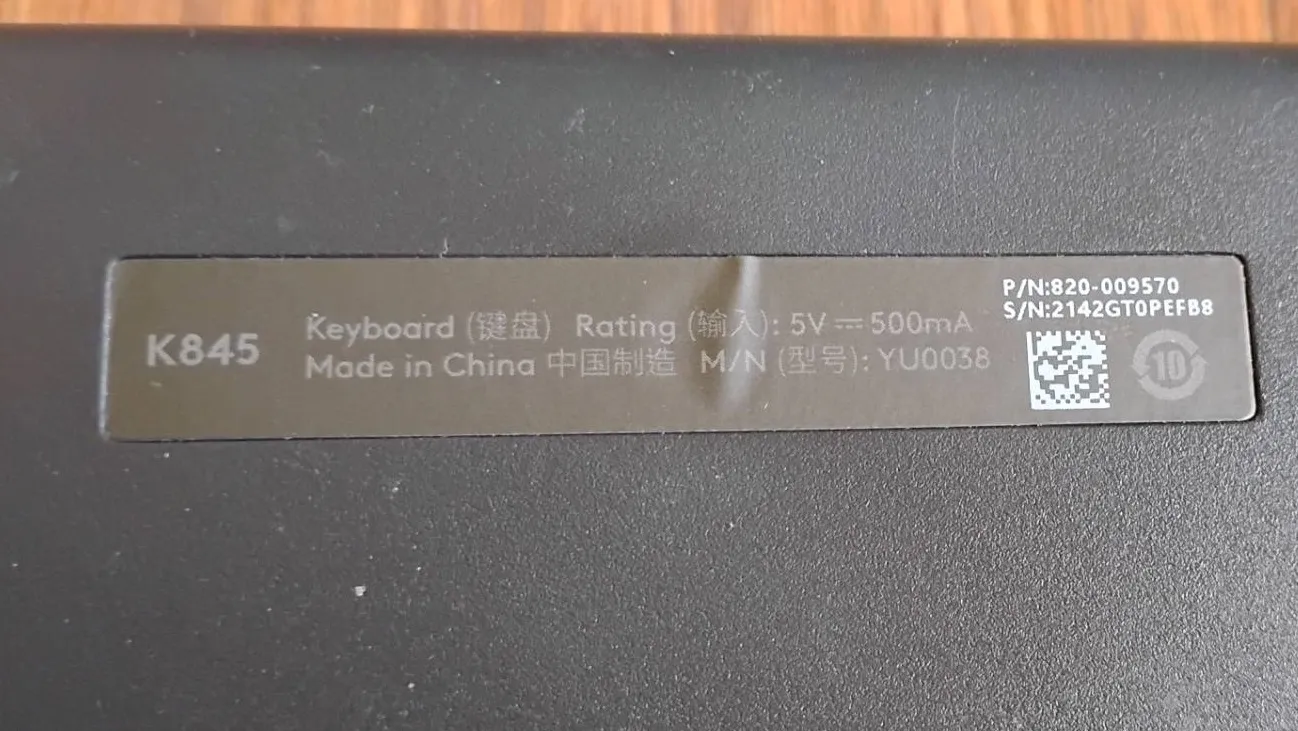 K845
Keyboard (键盘) Rating (输入): 5V⎓500mA
Made in China 中国制造 M/N (型号): YU0038
P/N:820-009570
S/N:2142GT0PEFB8
10